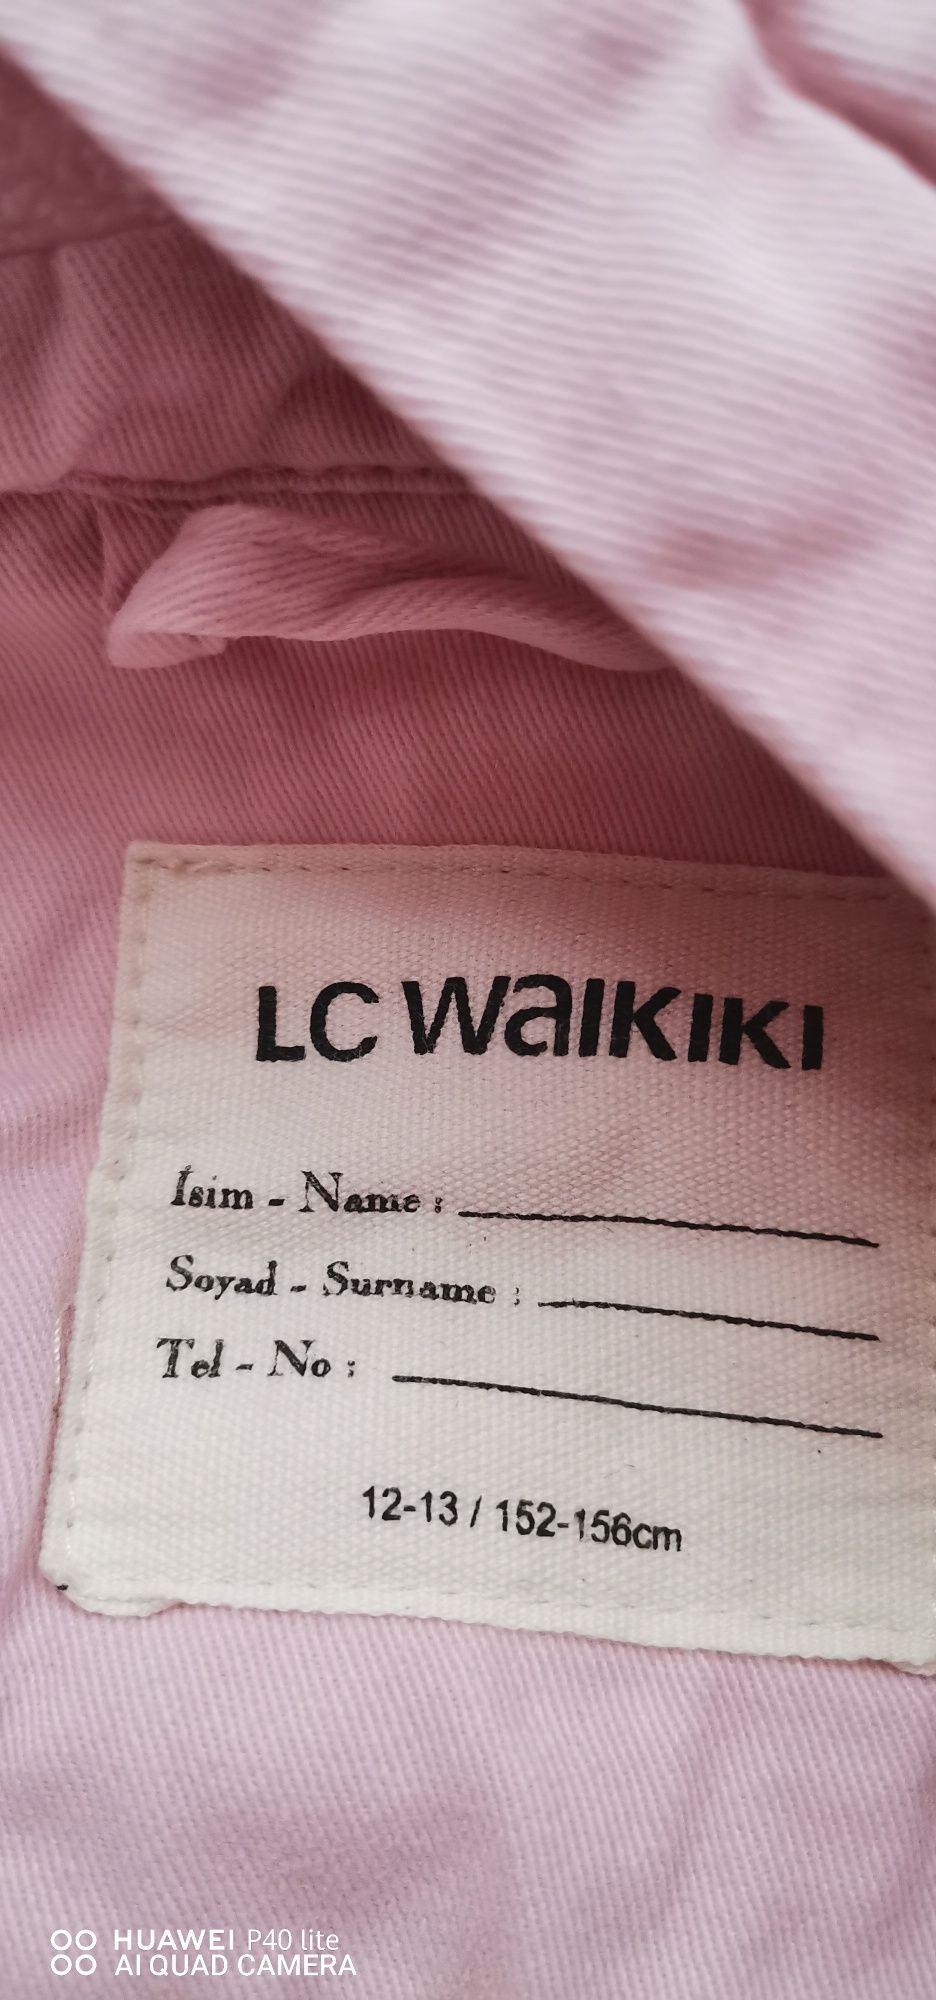 LC WAIKIKI
İsim - Name :
Soyad - Surname :
Tel - No :
12-13 / 152-156cm
HUAWEI P40 lite
AI QUAD CAMERA